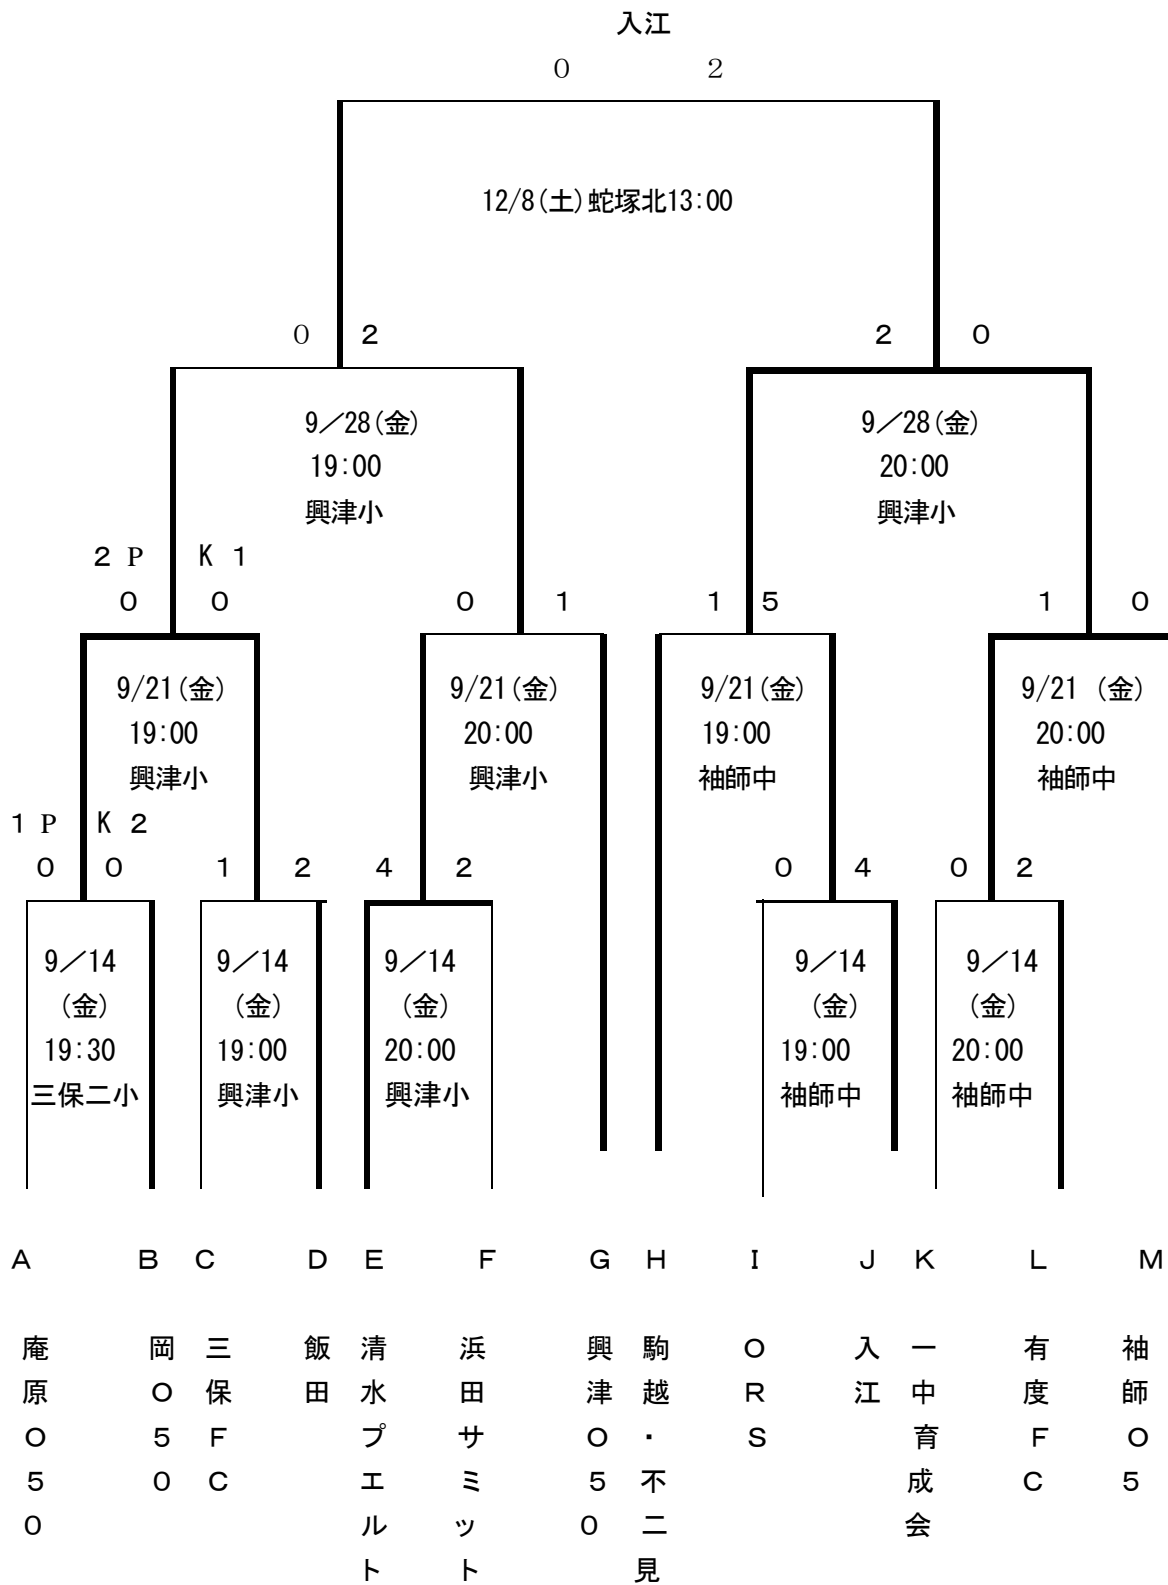 入江
0 2
12/8(土)蛇塚北13:00
0 2 2 0
9／28(金) 9／28(金)
19:00 20:00
興津小 興津小
2 P K 1
0 0 0 1 1 5 1 0
9/21(金) 9/21(金) 9/21(金) 9/21 (金)
19:00 20:00 19:00 20:00
興津小 興津小 袖師中 袖師中
1 P K 2
0 0 1 2 4 2 0 4 0 2
9／14 9／14 9／14 9／14 9／14
(金) (金) (金) (金) (金)
19:30 19:00 20:00 19:00 20:00
三保二小 興津小 興津小 袖師中 袖師中
A B C D E F G H I J K L M
庵原O50
岡O50
三保FC
飯田
清水プエルト
浜田サミット
興津O50
駒越・不二見
ORS
入江
一中育成会
有度FC
袖師O5